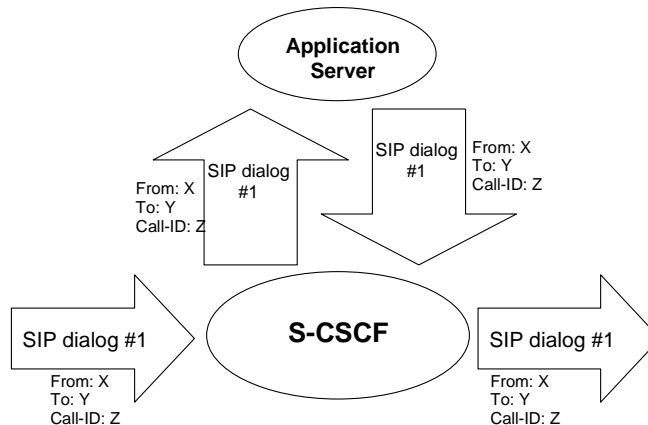 Application
Server
SIP dialog
#1
From: X
To: Y
Call-ID: Z
SIP dialog
#1
From: X
To: Y
Call-ID: Z
SIP dialog #1
From: X
To: Y
Call-ID: Z
S-CSCF
SIP dialog #1
From: X
To: Y
Call-ID: Z